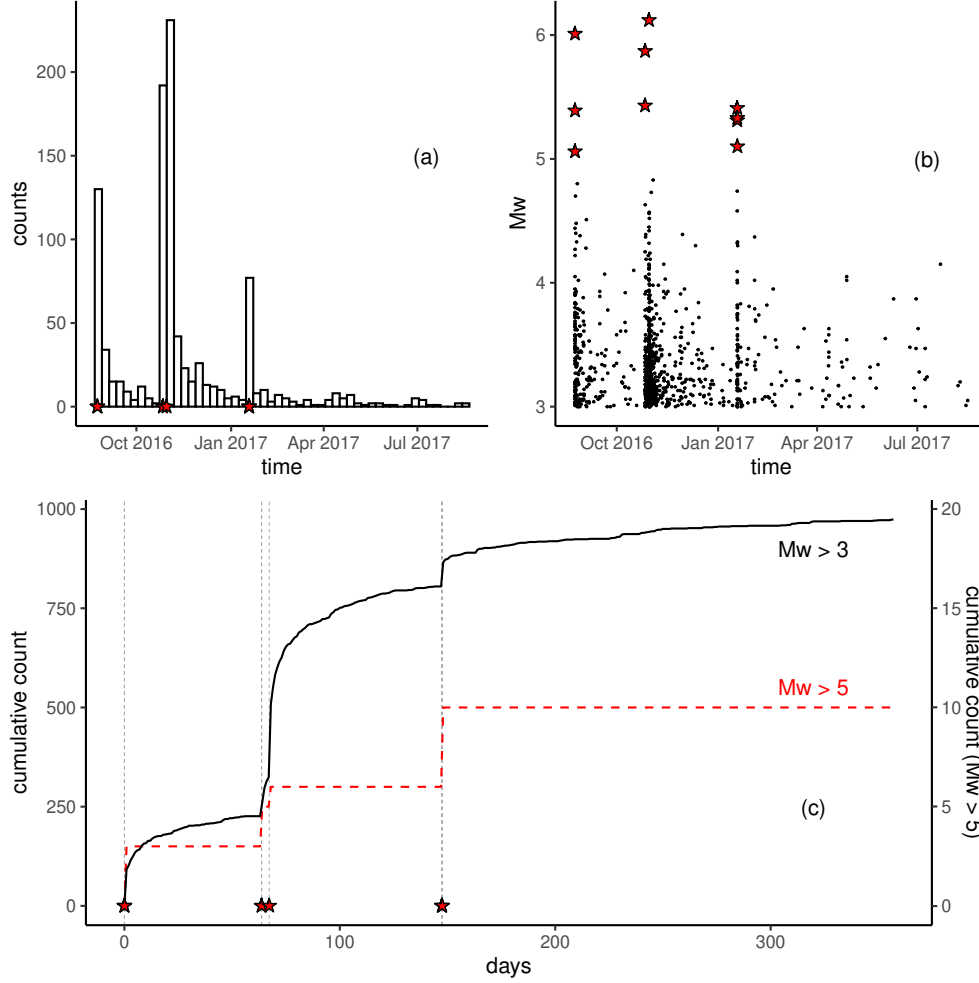 200
150
100
50
0
counts
(a)
Oct 2016 Jan 2017 Apr 2017 Jul 2017
time
6
5
4
3
Mw
(b)
Oct 2016 Jan 2017 Apr 2017 Jul 2017
time
1000
750
500
250
0
cumulative count
20
15
10
5
0
cumulative count (Mw > 5)
Mw > 3
Mw > 5
(c)
0 100 200 300
days